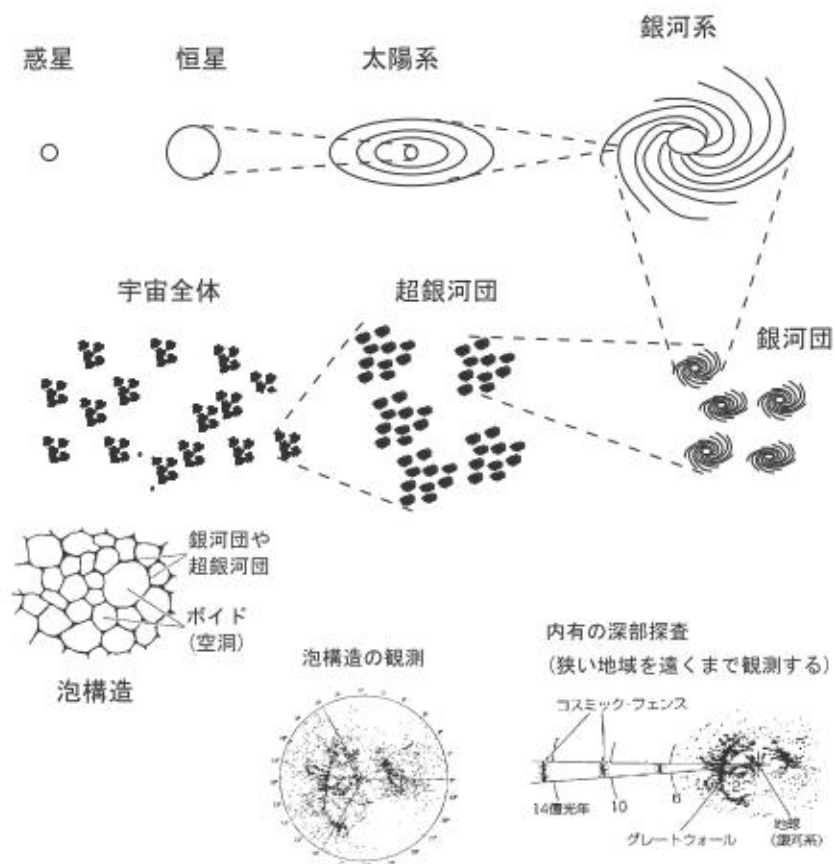 惑星
恒星
太陽系
銀河系
宇宙全体
超銀河団
銀河団
銀河団や
超銀河団
ボイド
(空洞)
泡構造
泡構造の観測
内有の深部探査
(狭い地域を遠くまで観測する)
コスミック・フェンス
14億光年
10
6
地球
(銀河系)
グレートウォール